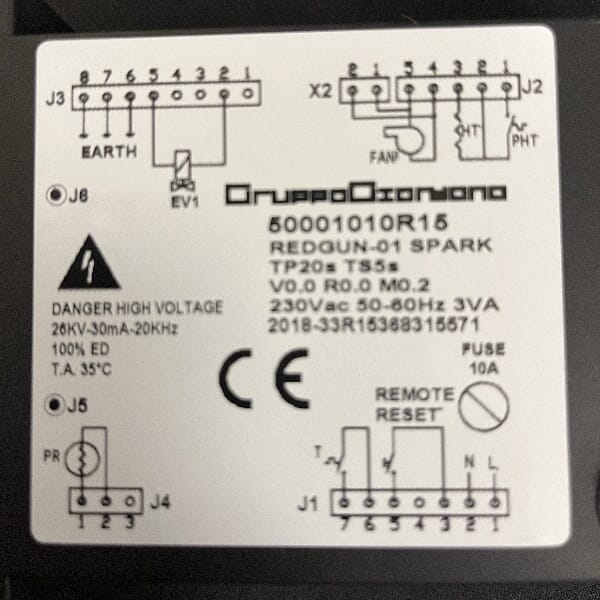 8 7 6 5 4 3 2 1
J3
EARTH
EV1
2 1 5 4 3 2 1
X2 J2
FAN HT PHT
J6
GruppoGiordano
50001010R15
REDGUN-01 SPARK
TP20s TS5s
V0.0 R0.0 M0.2
230Vac 50-60Hz 3VA
2018-33R15368315571
DANGER HIGH VOLTAGE
26KV-30mA-20KHz
100% ED
T.A. 35°C
CE
FUSE
10A
REMOTE
RESET
J5
PR
J4
1 2 3
T N L
J1
7 6 5 4 3 2 1